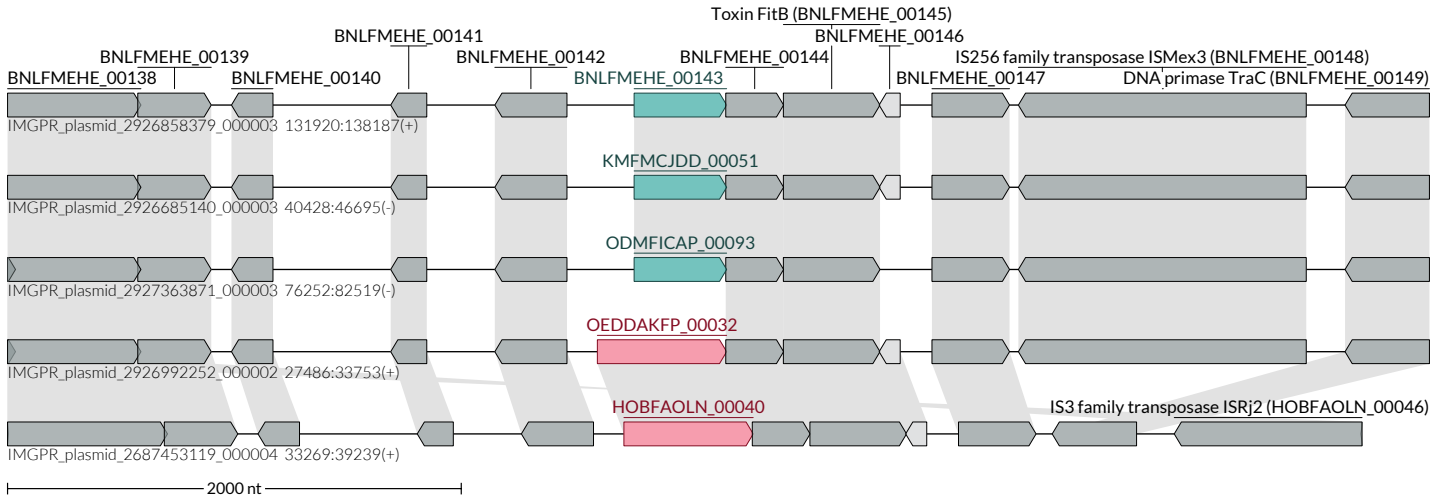 Toxin FitB (BNLFMEHE_00145)
BNLFMEHE_00141
BNLFMEHE_00146
BNLFMEHE_00139
BNLFMEHE_00142
BNLFMEHE_00144
IS256 family transposase ISMex3 (BNLFMEHE_00148)
BNLFMEHE_00138
BNLFMEHE_00140
BNLFMEHE_00143
BNLFMEHE_00147
DNA primase TraC (BNLFMEHE_00149)
IMGPR_plasmid_2926858379_000003 131920:138187(+)
KMFMCJDD_00051
IMGPR_plasmid_2926685140_000003 40428:46695(-)
ODMFICAP_00093
IMGPR_plasmid_2927363871_000003 76252:82519(-)
OEDDAKFP_00032
IMGPR_plasmid_2926992252_000002 27486:33753(+)
HOBFAOLN_00040
IS3 family transposase ISRj2 (HOBFAOLN_00046)
IMGPR_plasmid_2687453119_000004 33269:39239(+)
2000 nt